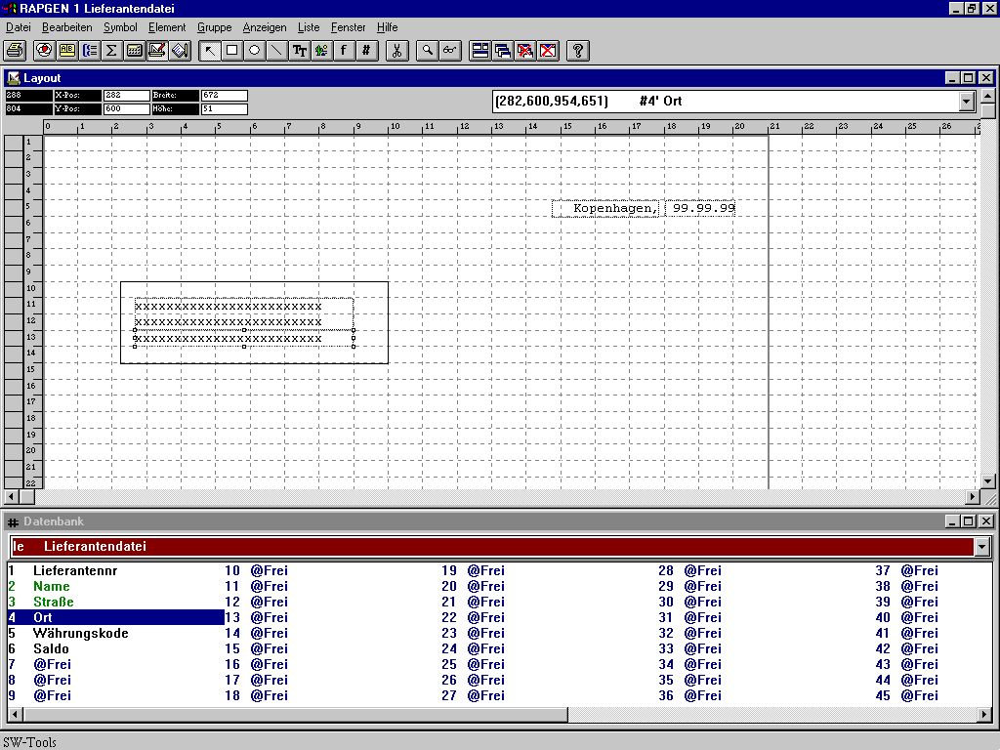 RAPGEN 1 Lieferantendatei
Datei Bearbeiten Symbol Element Gruppe Anzeigen Liste Fenster Hilfe
AB Σ TT f # ?
Layout
288 X-Pos: 282 Breite: 672
804 Y-Pos: 600 Höhe: 51
(282,600,954,651) #4' Ort
0 1 2 3 4 5 6 7 8 9 10 11 12 13 14 15 16 17 18 19 20 21 22 23 24 25 26
1
2
3
4
5 Kopenhagen, 99.99.99
6
7
8
9
10
11 xxxxxxxxxxxxxxxxxxxxxxxx
12 xxxxxxxxxxxxxxxxxxxxxxxx
13 xxxxxxxxxxxxxxxxxxxxxxxx
14
15
16
17
18
19
20
21
22
# Datenbank
le Lieferantendatei
1 Lieferantennr 10 @Frei 19 @Frei 28 @Frei 37 @Frei
2 Name 11 @Frei 20 @Frei 29 @Frei 38 @Frei
3 Straße 12 @Frei 21 @Frei 30 @Frei 39 @Frei
4 Ort 13 @Frei 22 @Frei 31 @Frei 40 @Frei
5 Währungskode 14 @Frei 23 @Frei 32 @Frei 41 @Frei
6 Saldo 15 @Frei 24 @Frei 33 @Frei 42 @Frei
7 @Frei 16 @Frei 25 @Frei 34 @Frei 43 @Frei
8 @Frei 17 @Frei 26 @Frei 35 @Frei 44 @Frei
9 @Frei 18 @Frei 27 @Frei 36 @Frei 45 @Frei
SW-Tools